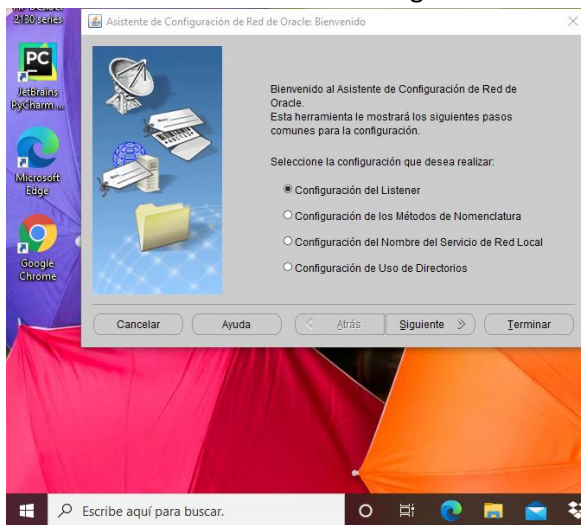 2130 series
Asistente de Configuración de Red de Oracle: Bienvenido
PC
JetBrains
PyCharm ...
Microsoft
Edge
Google
Chrome
Bienvenido al Asistente de Configuración de Red de
Oracle.
Esta herramienta le mostrará los siguientes pasos
comunes para la configuración.
Seleccione la configuración que desea realizar:
Configuración del Listener
Configuración de los Métodos de Nomenclatura
Configuración del Nombre del Servicio de Red Local
Configuración de Uso de Directorios
Cancelar
Ayuda
Atrás
Siguiente
Terminar
Escribe aquí para buscar.